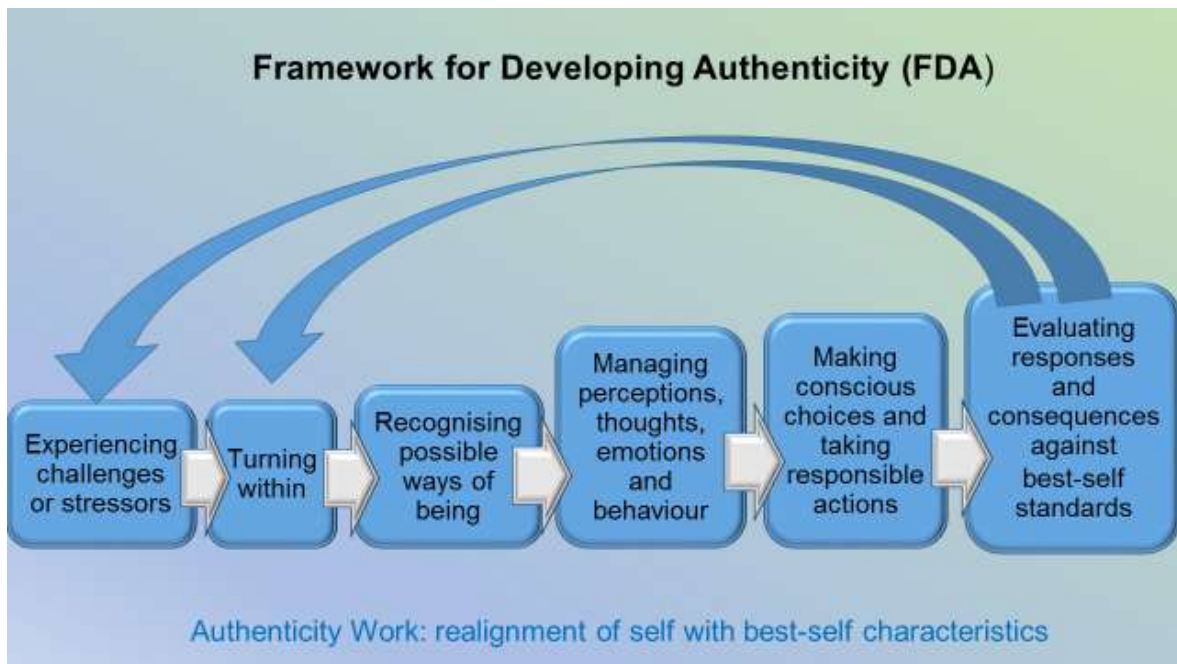 Framework for Developing Authenticity (FDA)
Experiencing
challenges
or stressors
Turning
within
Recognising
possible
ways of
being
Managing
perceptions,
thoughts,
emotions
and
behaviour
Making
conscious
choices and
taking
responsible
actions
Evaluating
responses
and
consequences
against
best-self
standards
Authenticity Work: realignment of self with best-self characteristics